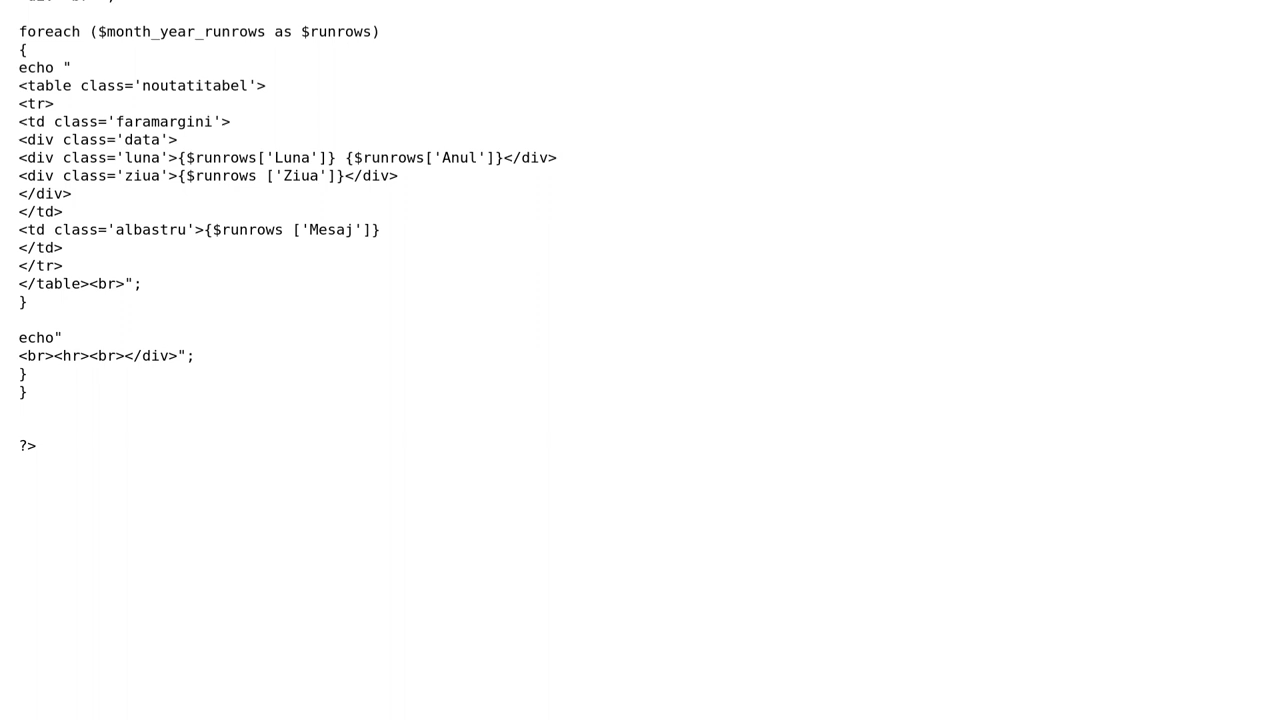 foreach ($month_year_runrows as $runrows)
{
echo "
<table class='noutatitabel'>
<tr>
<td class='faramargini'>
<div class='data'>
<div class='luna'>{$runrows['Luna']} {$runrows['Anul']}</div>
<div class='ziua'>{$runrows ['Ziua']}</div>
</div>
</td>
<td class='albastru'>{$runrows ['Mesaj']}
</td>
</tr>
</table><br>";
}
echo"
<br><hr><br></div>";
}
}
?>